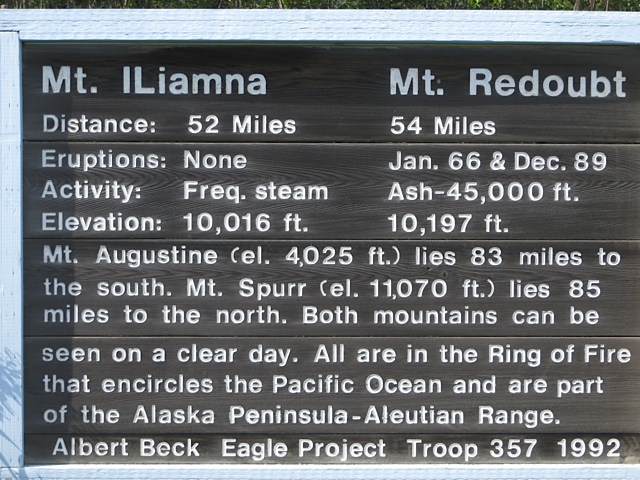 Mt. ILiamna Mt. Redoubt
Distance: 52 Miles 54 Miles
Eruptions: None Jan. 66 & Dec. 89
Activity: Freq. steam Ash-45,000 ft.
Elevation: 10,016 ft. 10,197 ft.
Mt. Augustine (el. 4,025 ft.) lies 83 miles to
the south. Mt. Spurr (el. 11,070 ft.) lies 85
miles to the north. Both mountains can be
seen on a clear day. All are in the Ring of Fire
that encircles the Pacific Ocean and are part
of the Alaska Peninsula-Aleutian Range.
Albert Beck Eagle Project Troop 357 1992